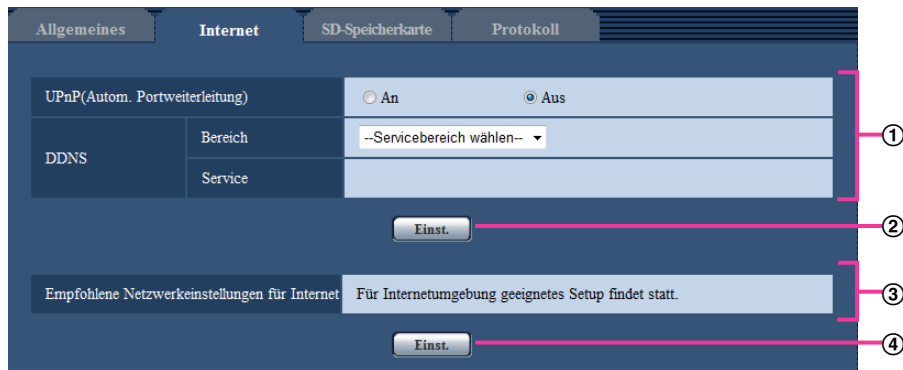 Allgemeines Internet SD-Speicherkarte Protokoll
UPnP(Autom. Portweiterleitung) An Aus
①
DDNS Bereich --Servicebereich wählen--
Service
Einst. ②
Empfohlene Netzwerkeinstellungen für Internet Für Internetumgebung geeignetes Setup findet statt. ③
Einst. ④